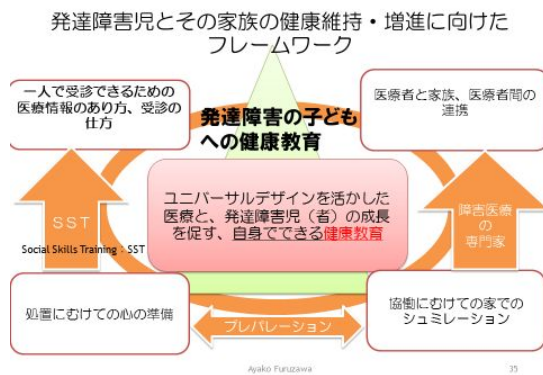 発達障害児とその家族の健康維持・増進に向けた
フレームワーク
一人で受診できるための
医療情報のあり方、受診の
仕方
医療者と家族、医療者間の
連携
発達障害の子ども
への健康教育
ユニバーサルデザインを活かした
医療と、発達障害児（者）の成長
を促す、自身でできる健康教育
SST
Social Skills Training：SST
障害医療
の
専門家
処置にむけての心の準備
プレパレーション
協働にむけての家での
シュミレーション
Ayako Furuzawa
35